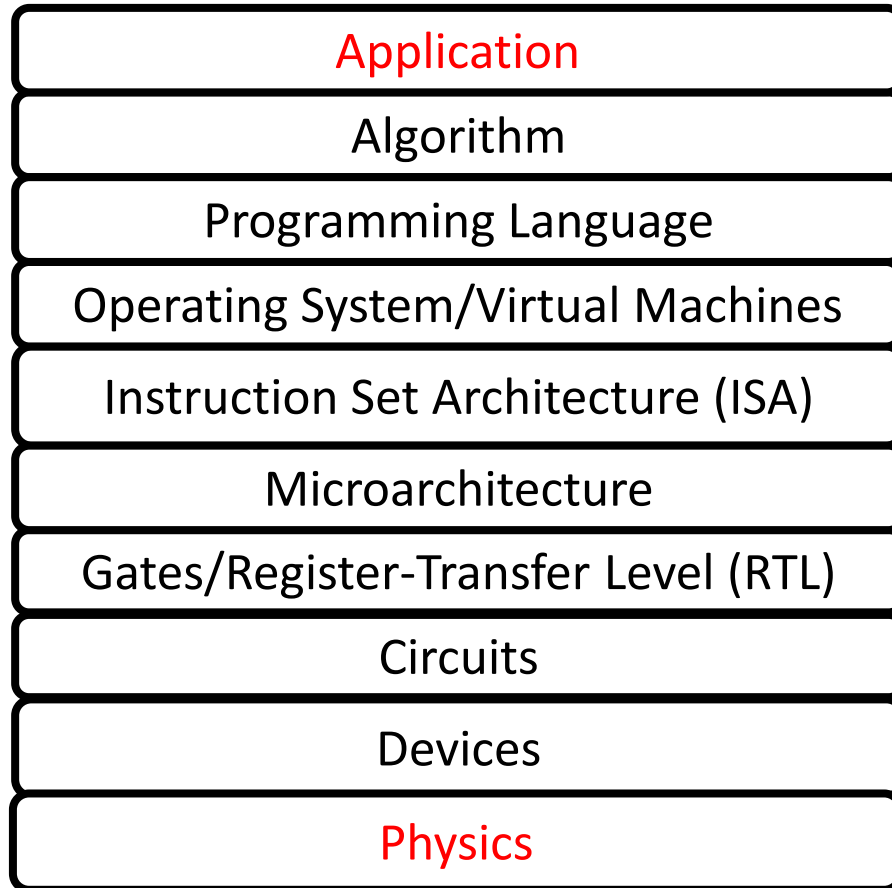 Application
Algorithm
Programming Language
Operating System/Virtual Machines
Instruction Set Architecture (ISA)
Microarchitecture
Gates/Register-Transfer Level (RTL)
Circuits
Devices
Physics